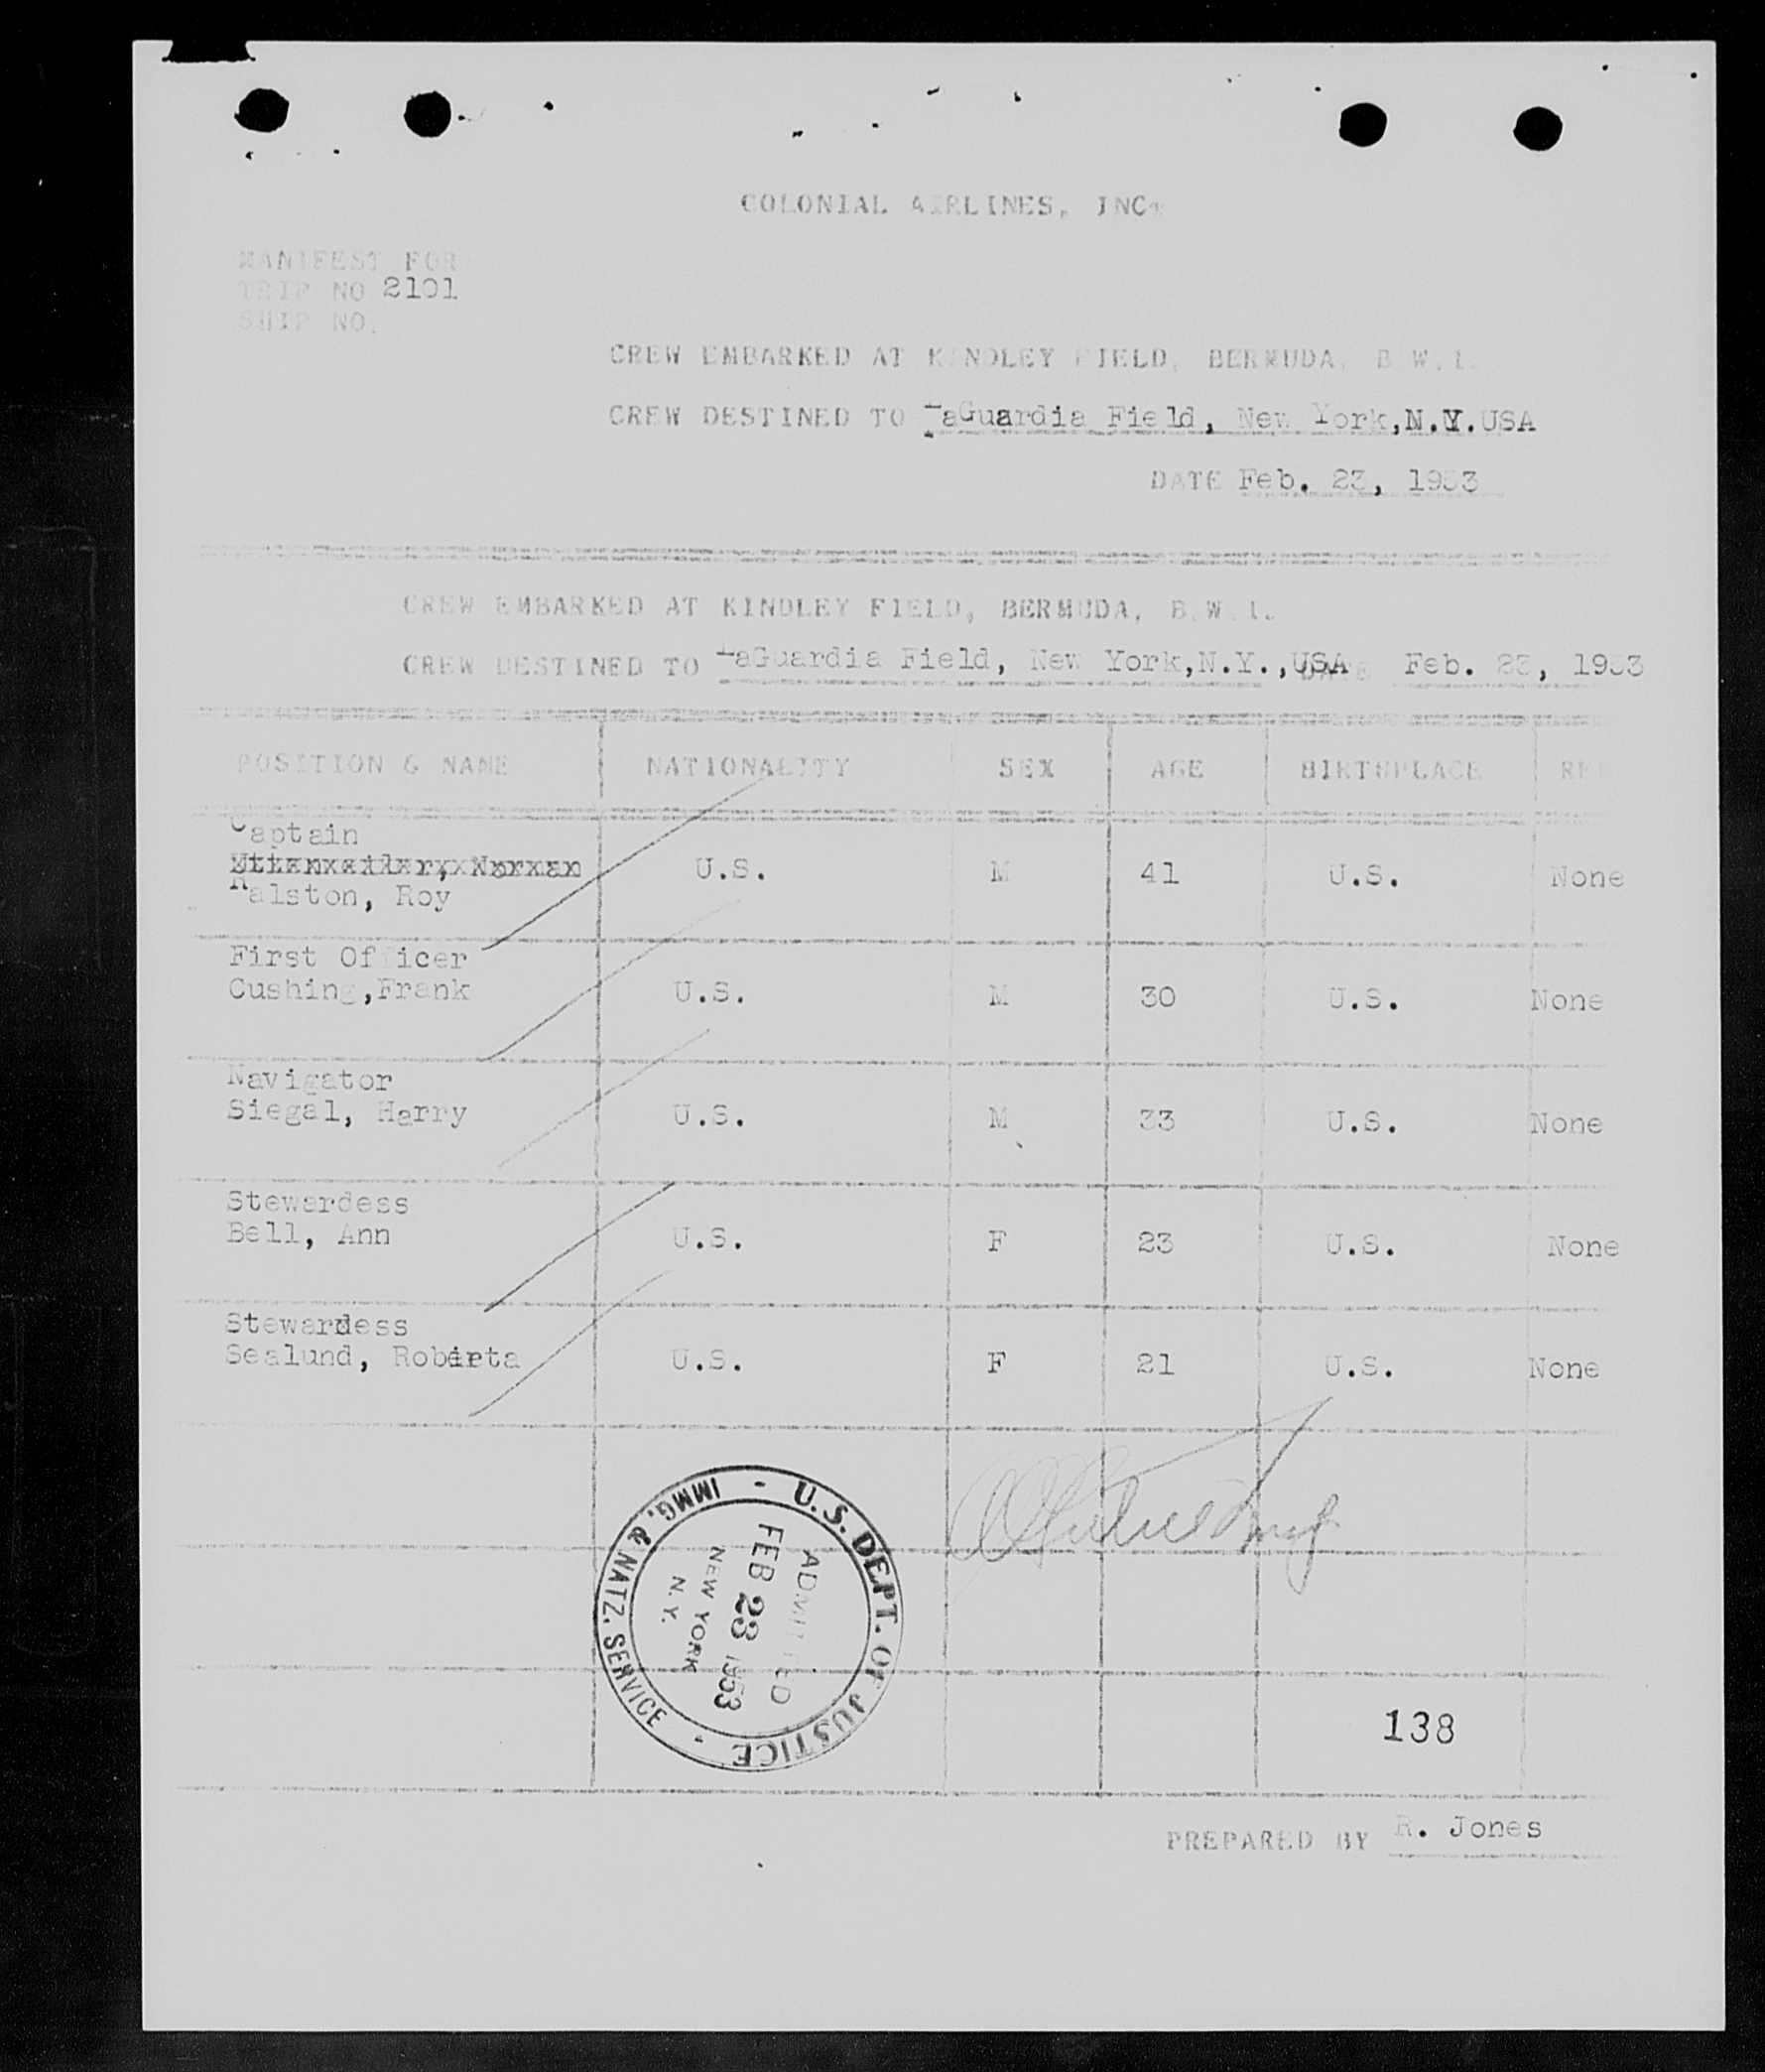 COLONIAL AIRLINES, INC.
MANIFEST FOR
TRIP NO 2101
SHIP NO.
CREW EMBARKED AT KINDLEY FIELD, BERMUDA, B.W.I.
CREW DESTINED TO LaGuardia Field, New York,N.Y.USA
DATE Feb. 23, 1953
CREW EMBARKED AT KINDLEY FIELD, BERMUDA, B.W.I.
CREW DESTINED TO LaGuardia Field, New York,N.Y.,USA DATE Feb. 23, 1953
POSITION & NAME NATIONALITY SEX AGE BIRTHPLACE RE
Captain
Norman
Ralston, Roy U.S. M 41 U.S. None
First Officer
Cushing,Frank U.S. M 30 U.S. None
Navigator
Siegal, Harry U.S. M 33 U.S. None
Stewardess
Bell, Ann U.S. F 23 U.S. None
Stewardess
Sealund, Roberta U.S. F 21 U.S. None
U.S. DEPT. OF JUSTICE - IMMG. & NATZ. SERVICE -
ADMITTED
FEB 23 1953
NEW YORK
N.Y.
138
PREPARED BY R. Jones